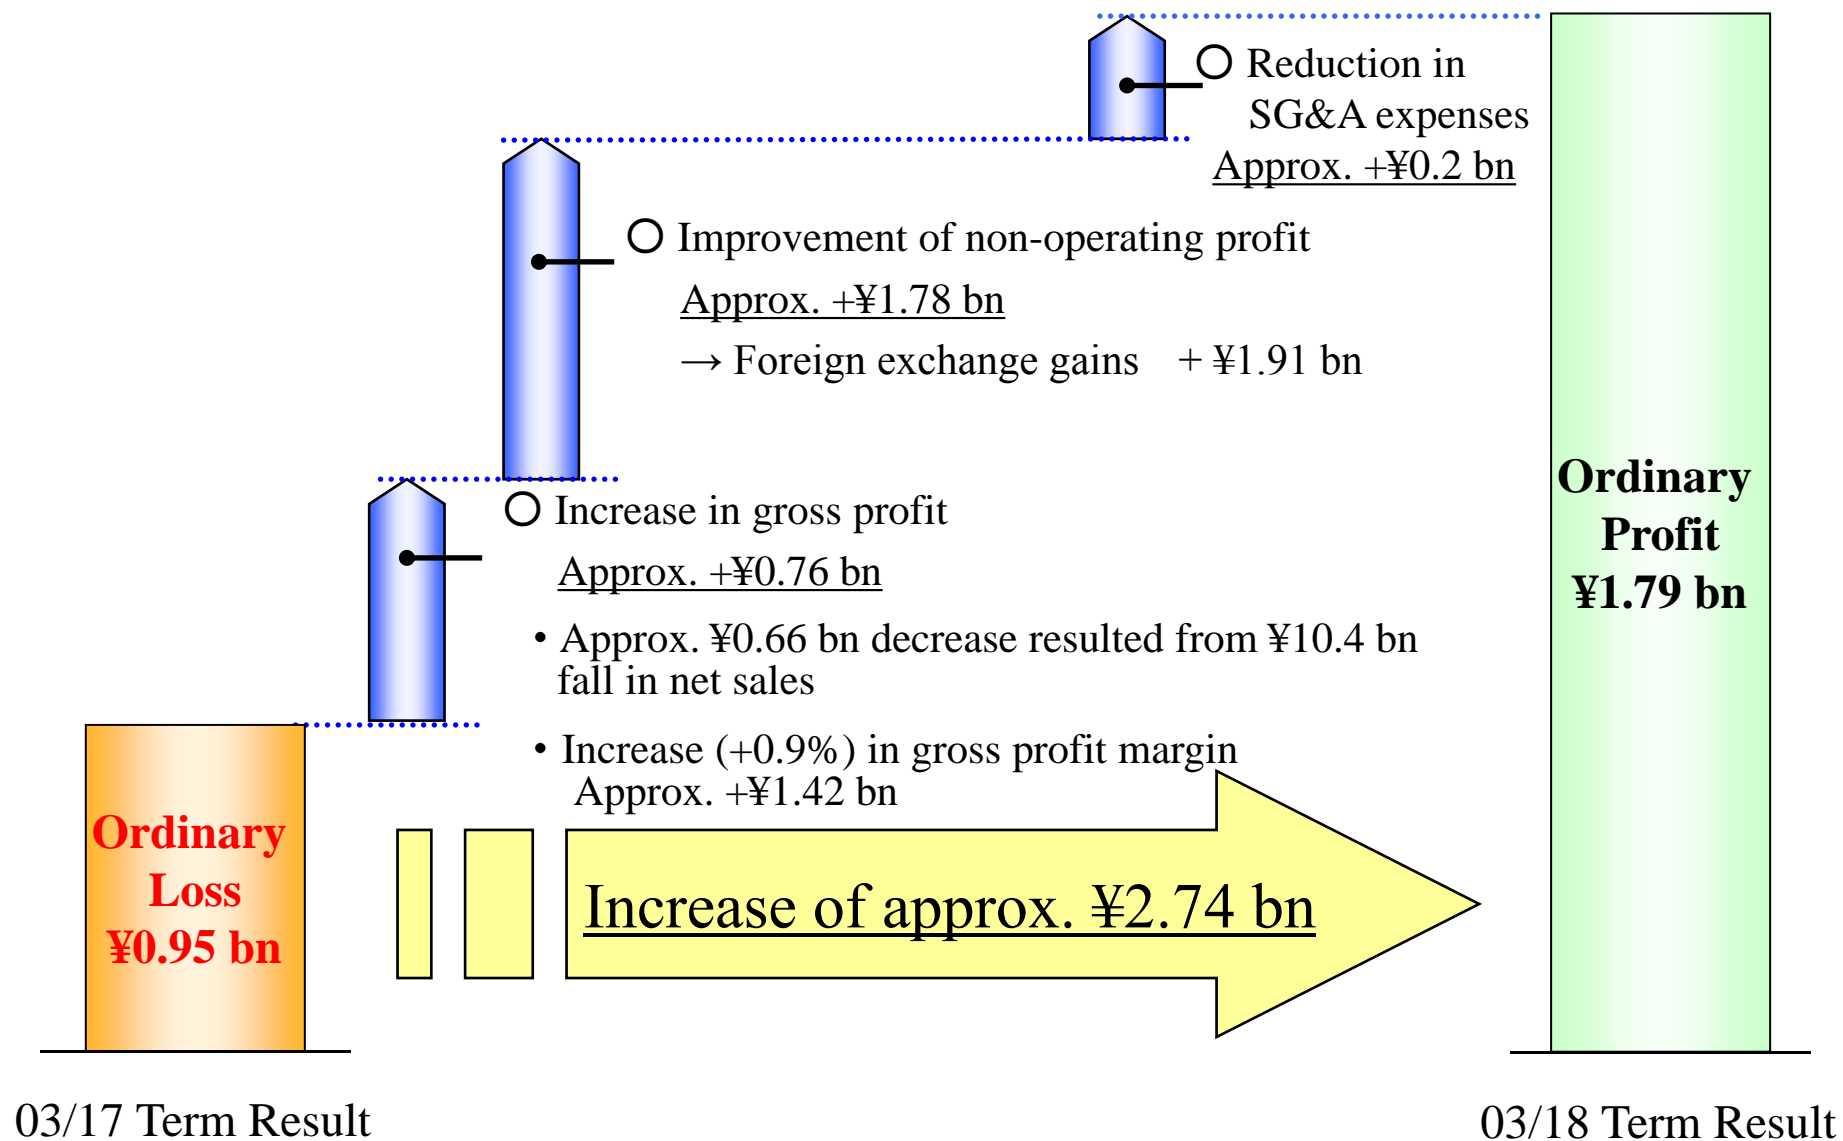 Reduction in
SG&A expenses
Approx. +¥0.2 bn
Improvement of non-operating profit
Approx. +¥1.78 bn
→ Foreign exchange gains + ¥1.91 bn
Increase in gross profit
Approx. +¥0.76 bn
• Approx. ¥0.66 bn decrease resulted from ¥10.4 bn
fall in net sales
• Increase (+0.9%) in gross profit margin
Approx. +¥1.42 bn
Ordinary
Loss
¥0.95 bn
Increase of approx. ¥2.74 bn
Ordinary
Profit
¥1.79 bn
03/17 Term Result
03/18 Term Result